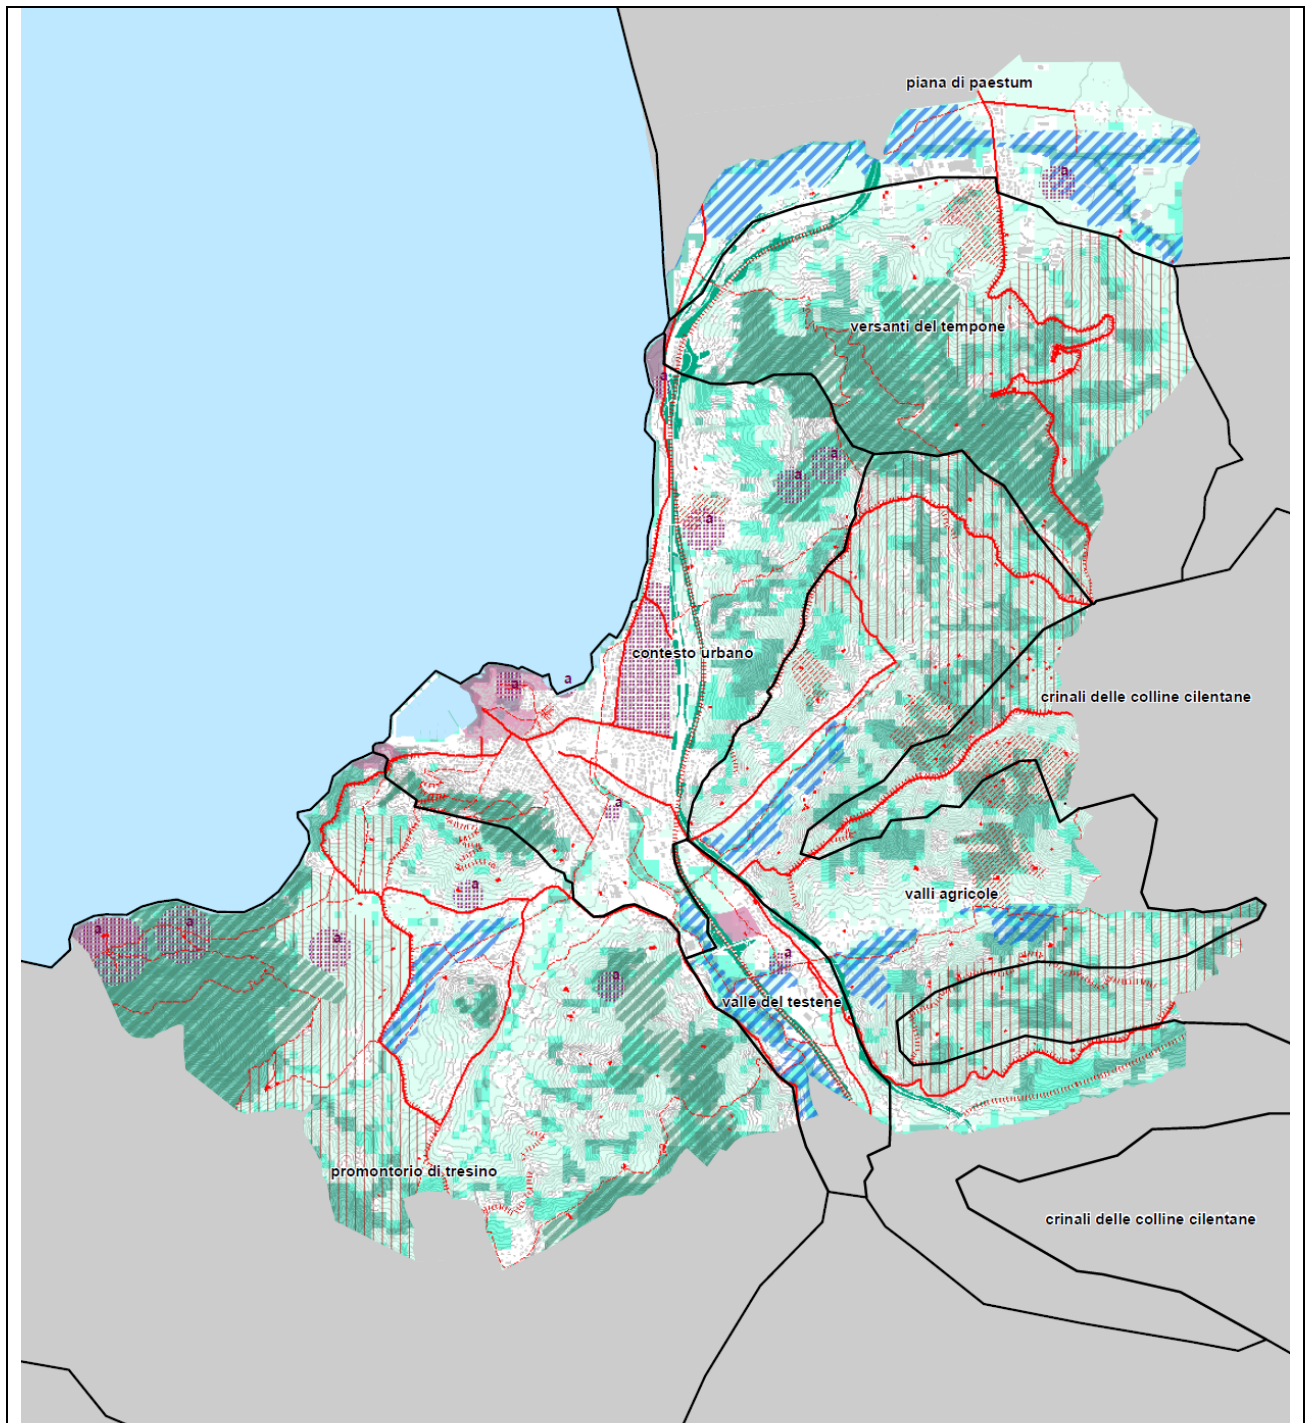 piana di paestum
a
versanti del tempone
a
a
a
a
contesto urbano
a
a
crinali delle colline cilentane
a
a
valli agricole
a
a
a
a
a
valle del testene
promontorio di tresino
crinali delle colline cilentane